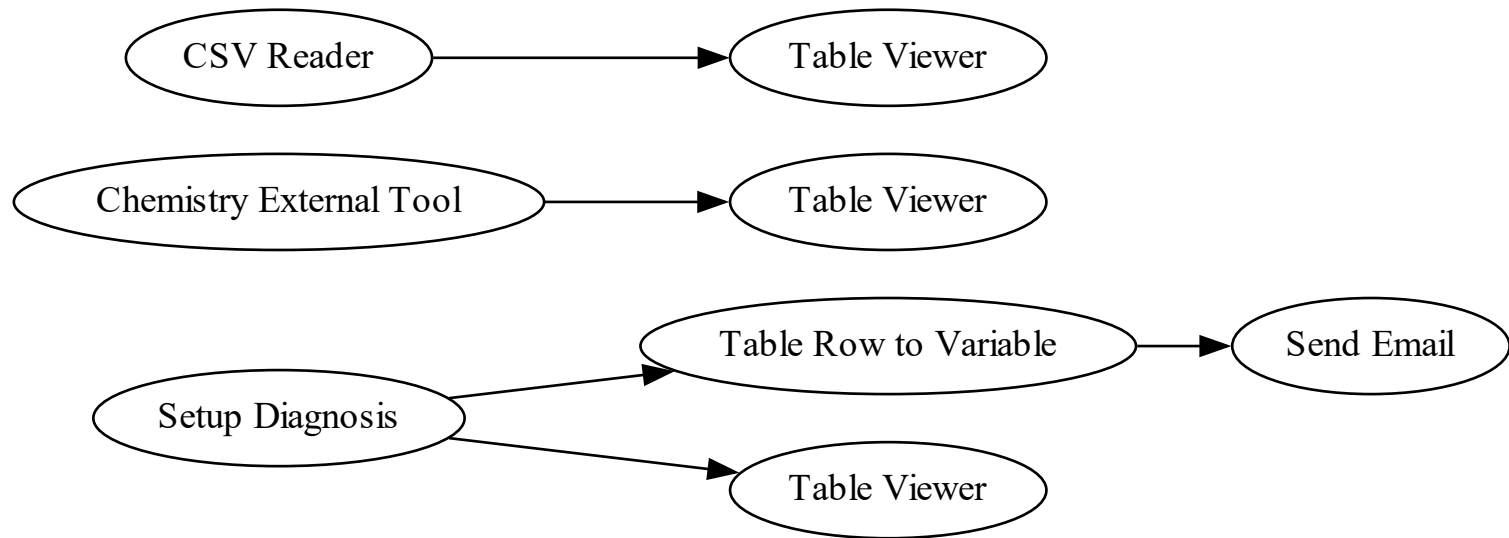 CSV Reader
Table Viewer
Chemistry External Tool
Table Viewer
Table Row to Variable
Send Email
Setup Diagnosis
Table Viewer